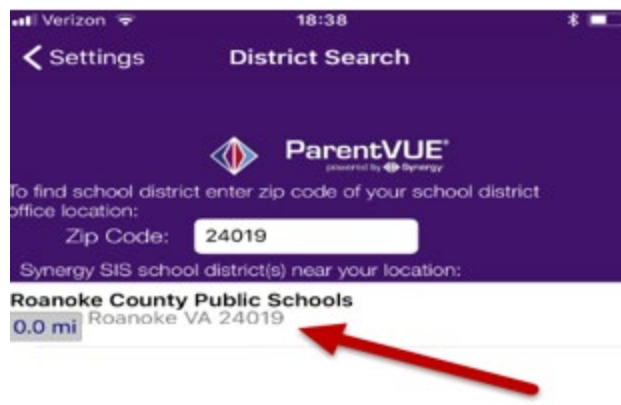 Verizon 18:38
Settings District Search
ParentVUE
powered by Synergy
To find school district enter zip code of your school district
office location:
Zip Code: 24019
Synergy SIS school district(s) near your location:
Roanoke County Public Schools
0.0 mi Roanoke VA 24019